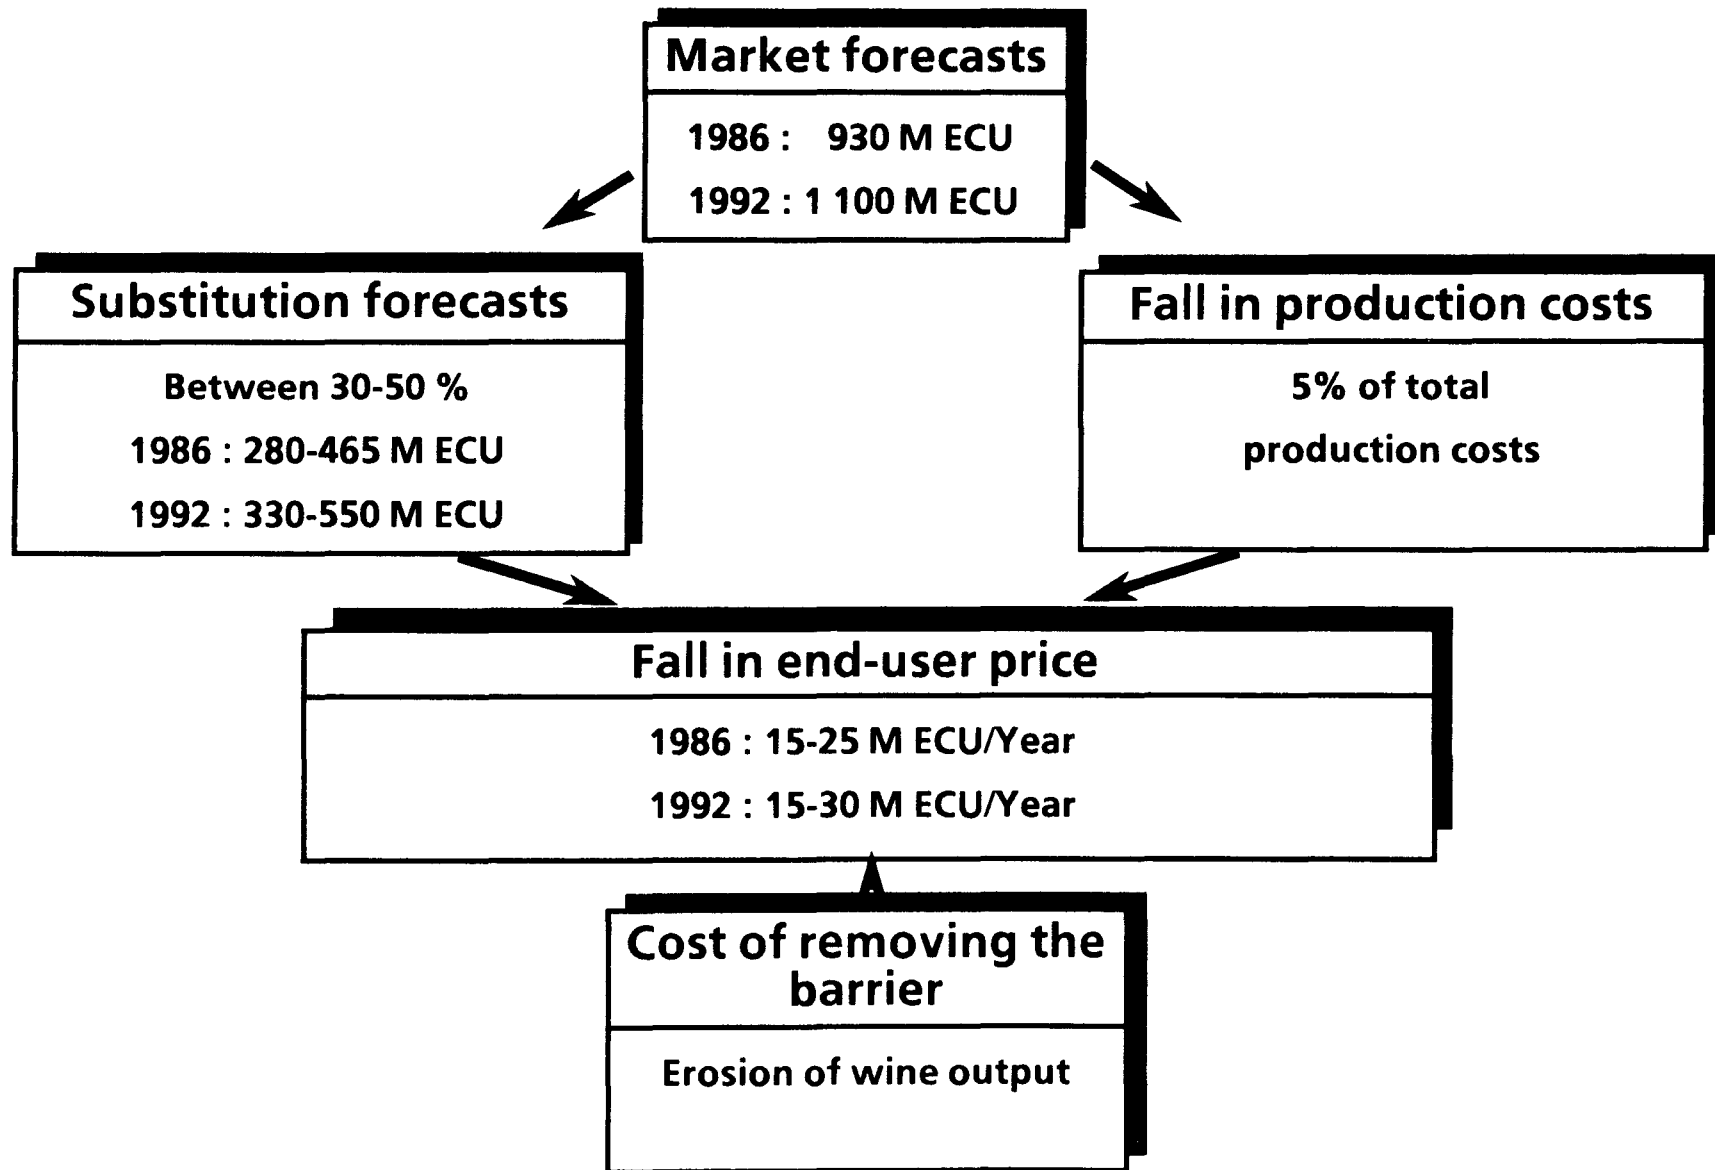 Market forecasts
1986 : 930 M ECU
1992 : 1 100 M ECU
Substitution forecasts
Between 30-50 %
1986 : 280-465 M ECU
1992 : 330-550 M ECU
Fall in production costs
5% of total
production costs
Fall in end-user price
1986 : 15-25 M ECU/Year
1992 : 15-30 M ECU/Year
Cost of removing the
barrier
Erosion of wine output